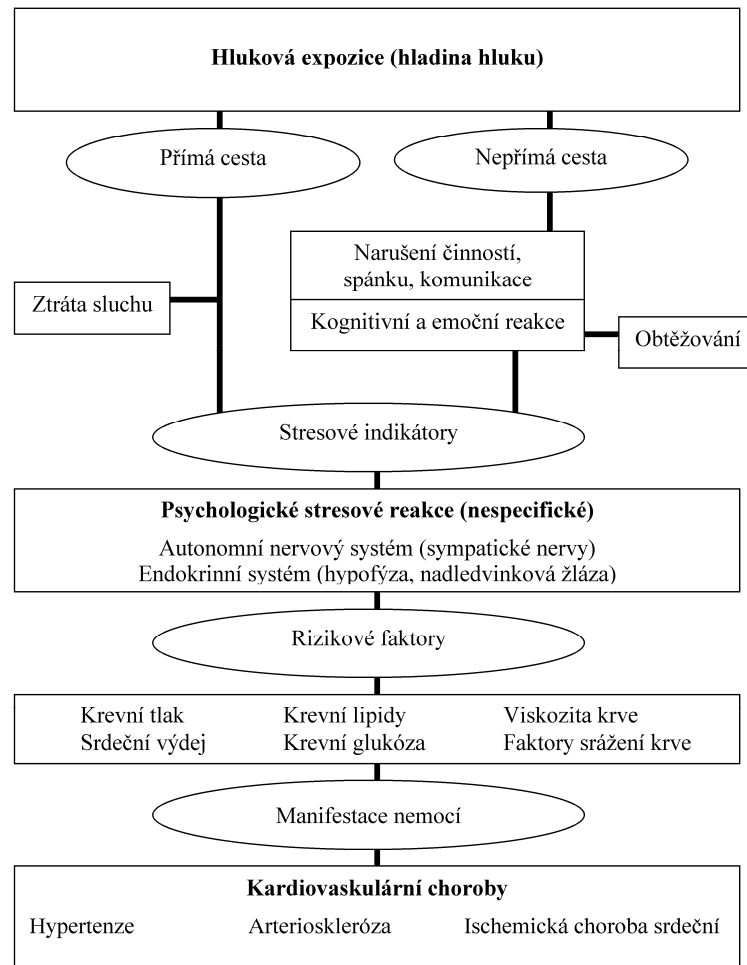 Hluková expozice (hladina hluku)
Přímá cesta
Nepřímá cesta
Narušení činností,
spánku, komunikace
Ztráta sluchu
Kognitivní a emoční reakce
Obtěžování
Stresové indikátory
Psychologické stresové reakce (nespecifické)
Autonomní nervový systém (sympatické nervy)
Endokrinní systém (hypofýza, nadledvinková žláza)
Rizikové faktory
Krevní tlak Krevní lipidy Viskozita krve
Srdeční výdej Krevní glukóza Faktory srážení krve
Manifestace nemocí
Kardiovaskulární choroby
Hypertenze Arterioskleróza Ischemická choroba srdeční